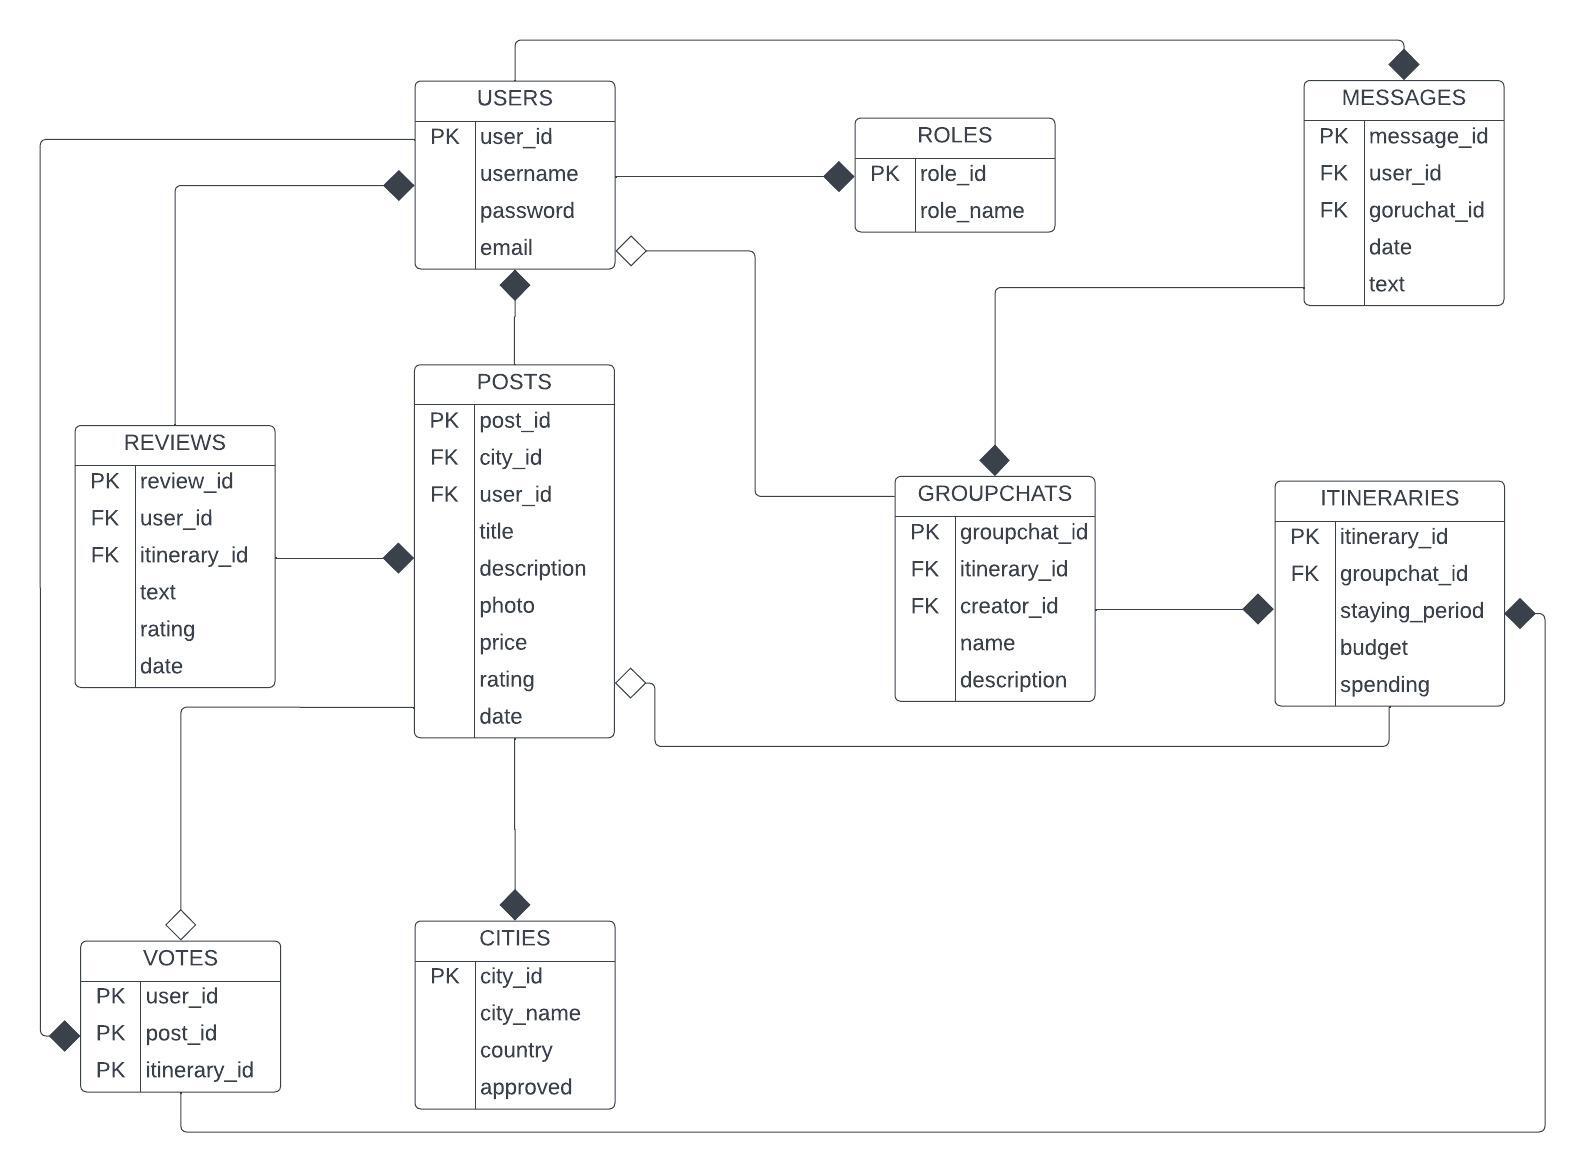 USERS
PK user_id
username
password
email
ROLES
PK role_id
role_name
MESSAGES
PK message_id
FK user_id
FK goruchat_id
date
text
POSTS
PK post_id
FK city_id
FK user_id
title
description
photo
price
rating
date
REVIEWS
PK review_id
FK user_id
FK itinerary_id
text
rating
date
GROUPCHATS
PK groupchat_id
FK itinerary_id
FK creator_id
name
description
ITINERARIES
PK itinerary_id
FK groupchat_id
staying_period
budget
spending
VOTES
PK user_id
PK post_id
PK itinerary_id
CITIES
PK city_id
city_name
country
approved